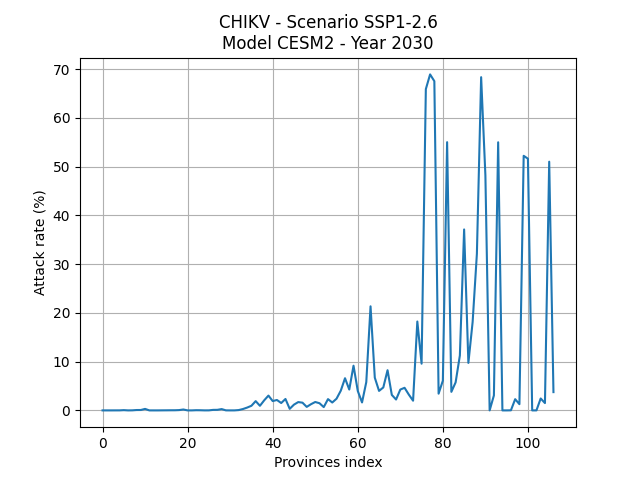 CHIKV - Scenario SSP1-2.6
Model CESM2 - Year 2030
Attack rate (%)
70
60
50
40
30
20
10
0
0 20 40 60 80 100
Provinces index